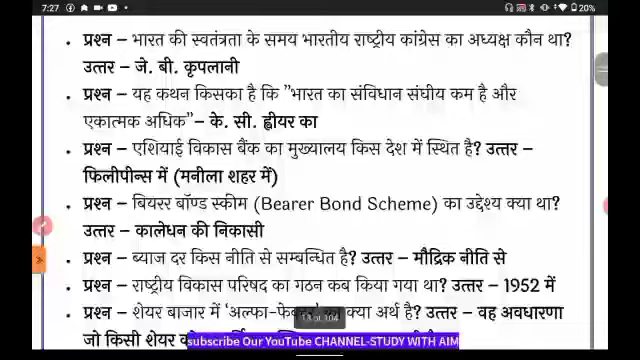 7:27
20%
• प्रश्न – भारत की स्वतंत्रता के समय भारतीय राष्ट्रीय कांग्रेस का अध्यक्ष कौन था?
उत्तर – जे. बी. कृपलानी
• प्रश्न – यह कथन किसका है कि ”भारत का संविधान संघीय कम है और
एकात्मक अधिक”– के. सी. ह्वीयर का
• प्रश्न – एशियाई विकास बैंक का मुख्यालय किस देश में स्थित है? उत्तर –
फिलीपीन्स में (मनीला शहर में)
• प्रश्न – बियरर बॉण्ड स्कीम (Bearer Bond Scheme) का उद्देश्य क्या था?
उत्तर – कालेधन की निकासी
• प्रश्न – ब्याज दर किस नीति से सम्बन्धित है? उत्तर – मौद्रिक नीति से
• प्रश्न – राष्ट्रीय विकास परिषद का गठन कब किया गया था? उत्तर – 1952 में
• प्रश्न – शेयर बाजार में ‘अल्फा- क्या अर्थ है? उत्तर – वह अवधारणा
of 104
जो किसी शेयर
subscribe Our YouTube CHANNEL-STUDY WITH AIM